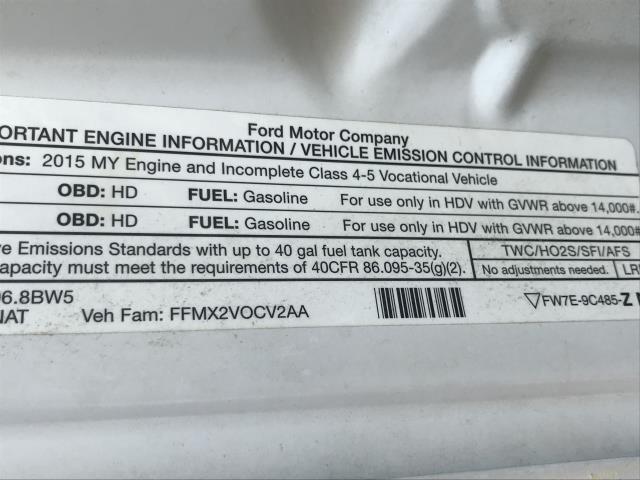 Ford Motor Company
ORTANT ENGINE INFORMATION / VEHICLE EMISSION CONTROL INFORMATION
ons: 2015 MY Engine and Incomplete Class 4-5 Vocational Vehicle
OBD: HD FUEL: Gasoline For use only in HDV with GVWR above 14,000#.
OBD: HD FUEL: Gasoline For use only in HDV with GVWR above 14,000#
ve Emissions Standards with up to 40 gal fuel tank capacity. TWC/HO2S/SFI/AFS
capacity must meet the requirements of 40CFR 86.095-35(g)(2). No adjustments needed. LR
6.8BW5 FW7E-9C485-Z
IAT Veh Fam: FFMX2VOCV2AA